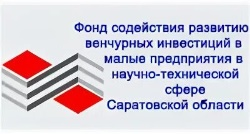 Фонд содействия развитию
венчурных инвестиций в
малые предприятия в
научно-технической
сфере
Саратовской области